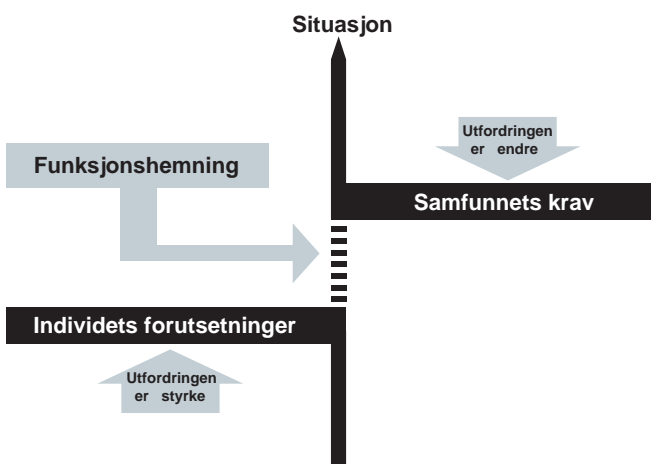 Situasjon
Utfordringen
er endre
Funksjonshemning
Samfunnets krav
Individets forutsetninger
Utfordringen
er styrke